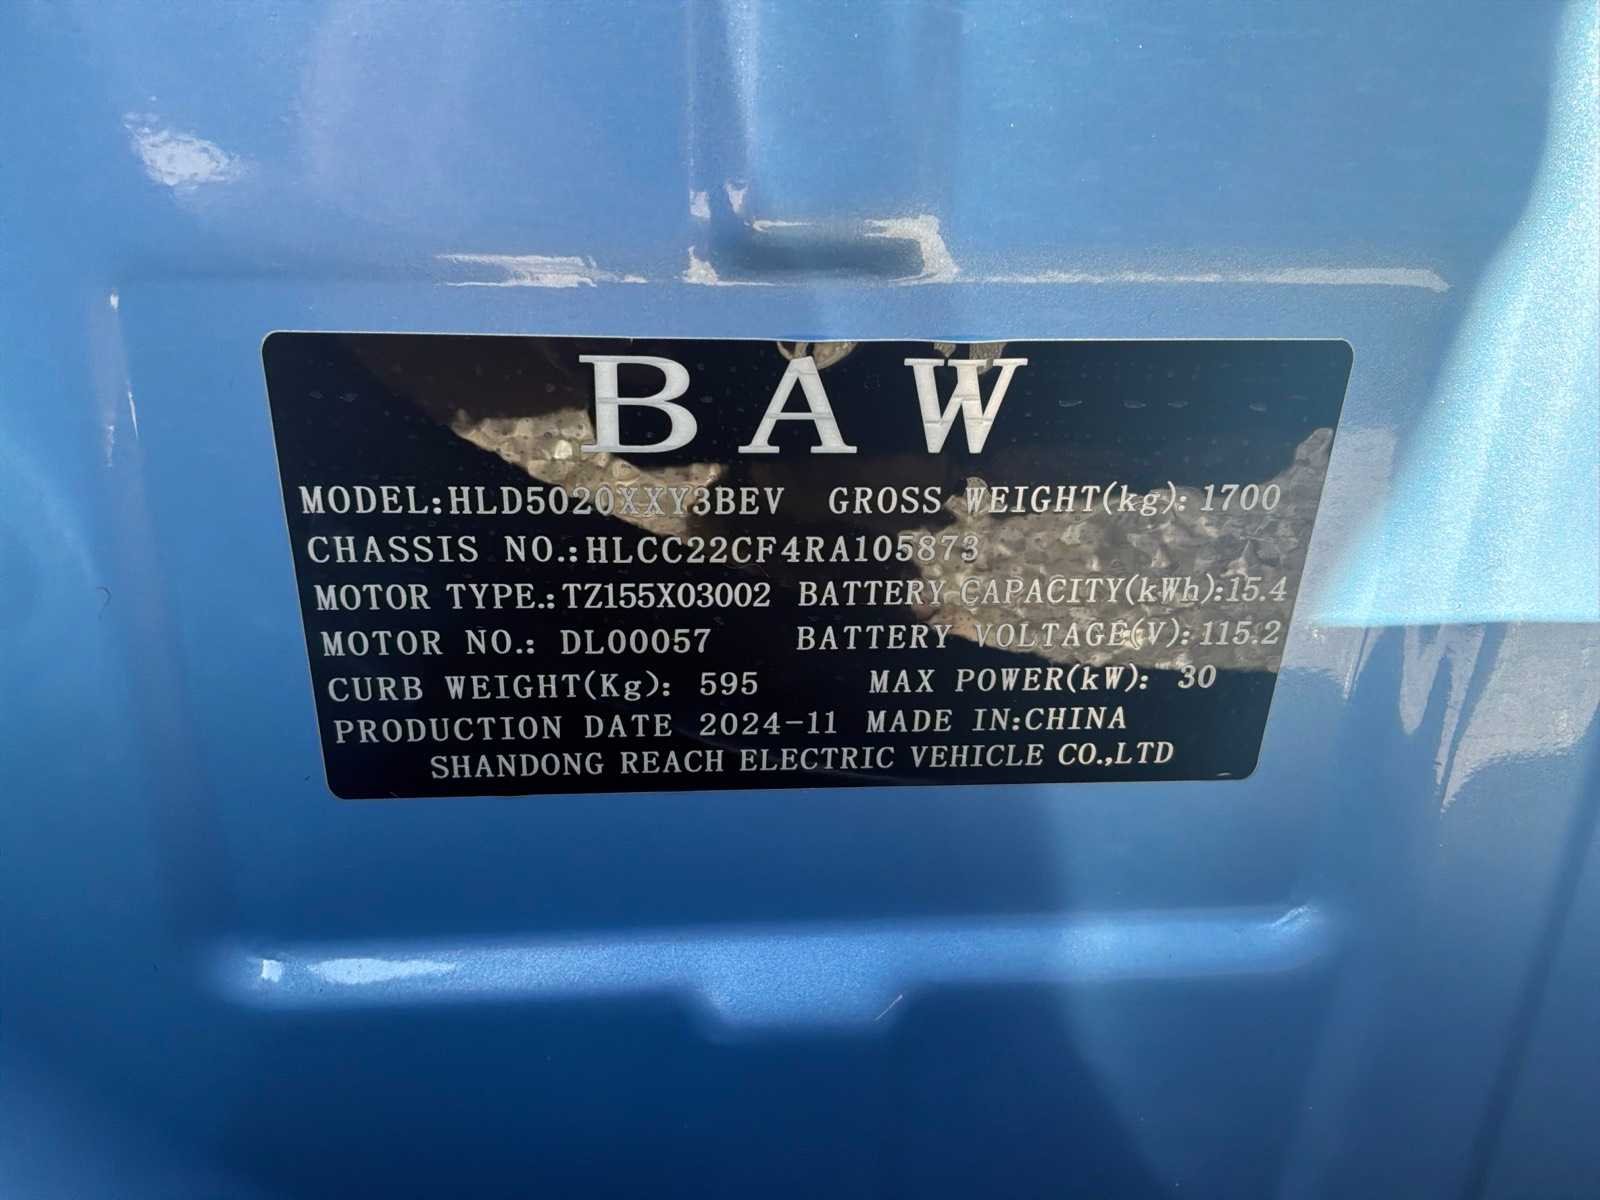 BAW
MODEL:HLD5020XXY3BEV GROSS WEIGHT(kg): 1700
CHASSIS NO.:HLCC22CF4RA105873
MOTOR TYPE.:TZ155X03002 BATTERY CAPACITY(kWh):15.4
MOTOR NO.: DL00057 BATTERY VOLTAGE(V):115.2
CURB WEIGHT(Kg): 595 MAX POWER(kW): 30
PRODUCTION DATE 2024-11 MADE IN:CHINA
SHANDONG REACH ELECTRIC VEHICLE CO.,LTD